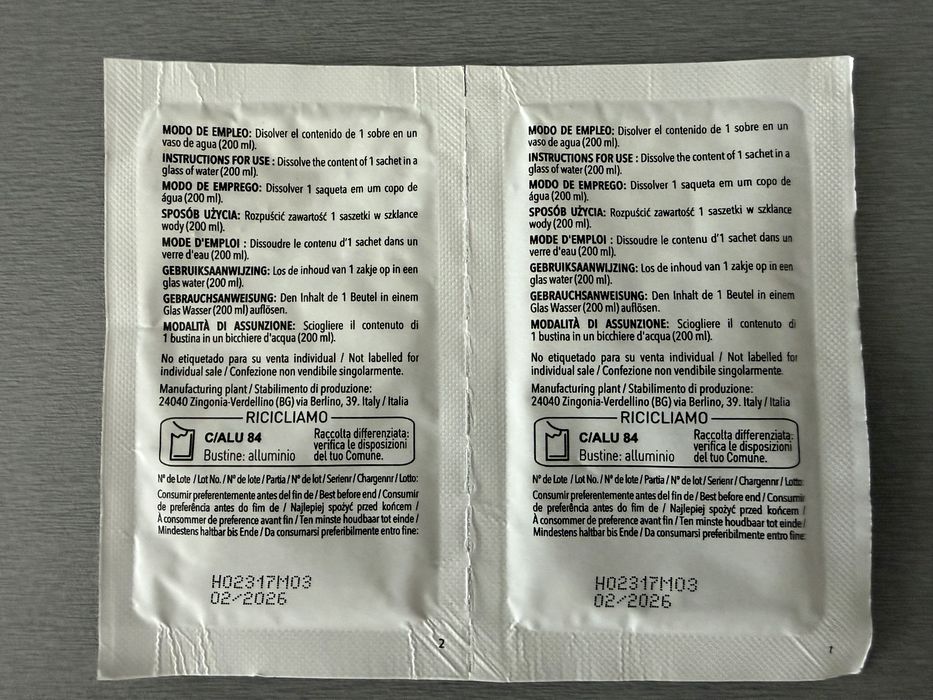 MODO DE EMPLEO: Disolver el contenido de 1 sobre en un
vaso de agua (200 ml).
INSTRUCTIONS FOR USE : Dissolve the content of 1 sachet in a
glass of water (200 ml).
MODO DE EMPREGO: Dissolver 1 saqueta em um copo de
água (200 ml).
SPOSÓB UŻYCIA: Rozpuścić zawartość 1 saszetki w szklance
wody (200 ml).
MODE D'EMPLOI : Dissoudre le contenu d'1 sachet dans un
verre d'eau (200 ml).
GEBRUIKSAANWIJZING: Los de inhoud van 1 zakje op in een
glas water (200 ml).
GEBRAUCHSANWEISUNG: Den Inhalt de 1 Beutel in einem
Glas Wasser (200 ml) auflösen.
MODALITÀ DI ASSUNZIONE: Sciogliere il contenuto di
1 bustina in un bicchiere d'acqua (200 ml).
No etiquetado para su venta individual / Not labelled for
individual sale / Confezione non vendibile singolarmente.
Manufacturing plant / Stabilimento di produzione:
24040 Zingonia-Verdellino (BG) via Berlino, 39. Italy / Italia
RICICLIAMO
C/ALU 84
Bustine: alluminio
Raccolta differenziata:
verifica le disposizioni
del tuo Comune.
N° de Lote / Lot No. / N° de lote / Partia / N° de lot / Serienr / Chargennr / Lotto:
Consumir preferentemente antes del fin de / Best before end / Consumir
de preferência antes do fim de / Najlepiej spożyć przed końcem /
À consommer de preference avant fin / Ten minste houdbaar tot einde /
Mindestens haltbar bis Ende / Da consumarsi preferibilmente entro fine:
H02317M03
02/2026
2
MODO DE EMPLEO: Disolver el contenido de 1 sobre en un
vaso de agua (200 ml).
INSTRUCTIONS FOR USE : Dissolve the content of 1 sachet in a
glass of water (200 ml).
MODO DE EMPREGO: Dissolver 1 saqueta em um copo de
água (200 ml).
SPOSÓB UŻYCIA: Rozpuścić zawartość 1 saszetki w szklance
wody (200 ml).
MODE D'EMPLOI : Dissoudre le contenu d'1 sachet dans un
verre d'eau (200 ml).
GEBRUIKSAANWIJZING: Los de inhoud van 1 zakje op in een
glas water (200 ml).
GEBRAUCHSANWEISUNG: Den Inhalt de 1 Beutel in einem
Glas Wasser (200 ml) auflösen.
MODALITÀ DI ASSUNZIONE: Sciogliere il contenuto di
1 bustina in un bicchiere d'acqua (200 ml).
No etiquetado para su venta individual / Not labelled for
individual sale / Confezione non vendibile singolarmente.
Manufacturing plant / Stabilimento di produzione:
24040 Zingonia-Verdellino (BG) via Berlino, 39. Italy / Italia
RICICLIAMO
C/ALU 84
Bustine: alluminio
Raccolta differenziata:
verifica le disposizioni
del tuo Comune.
N° de Lote / Lot No. / N° de lote / Partia / N° de lot / Serienr / Chargennr / Lotto:
Consumir preferentemente antes del fin de / Best before end / Consumir
de preferência antes do fim de / Najlepiej spożyć przed końcem /
À consommer de preference avant fin / Ten minste houdbaar tot einde /
Mindestens haltbar bis Ende / Da consumarsi preferibilmente entro fine:
H02317M03
02/2026
1